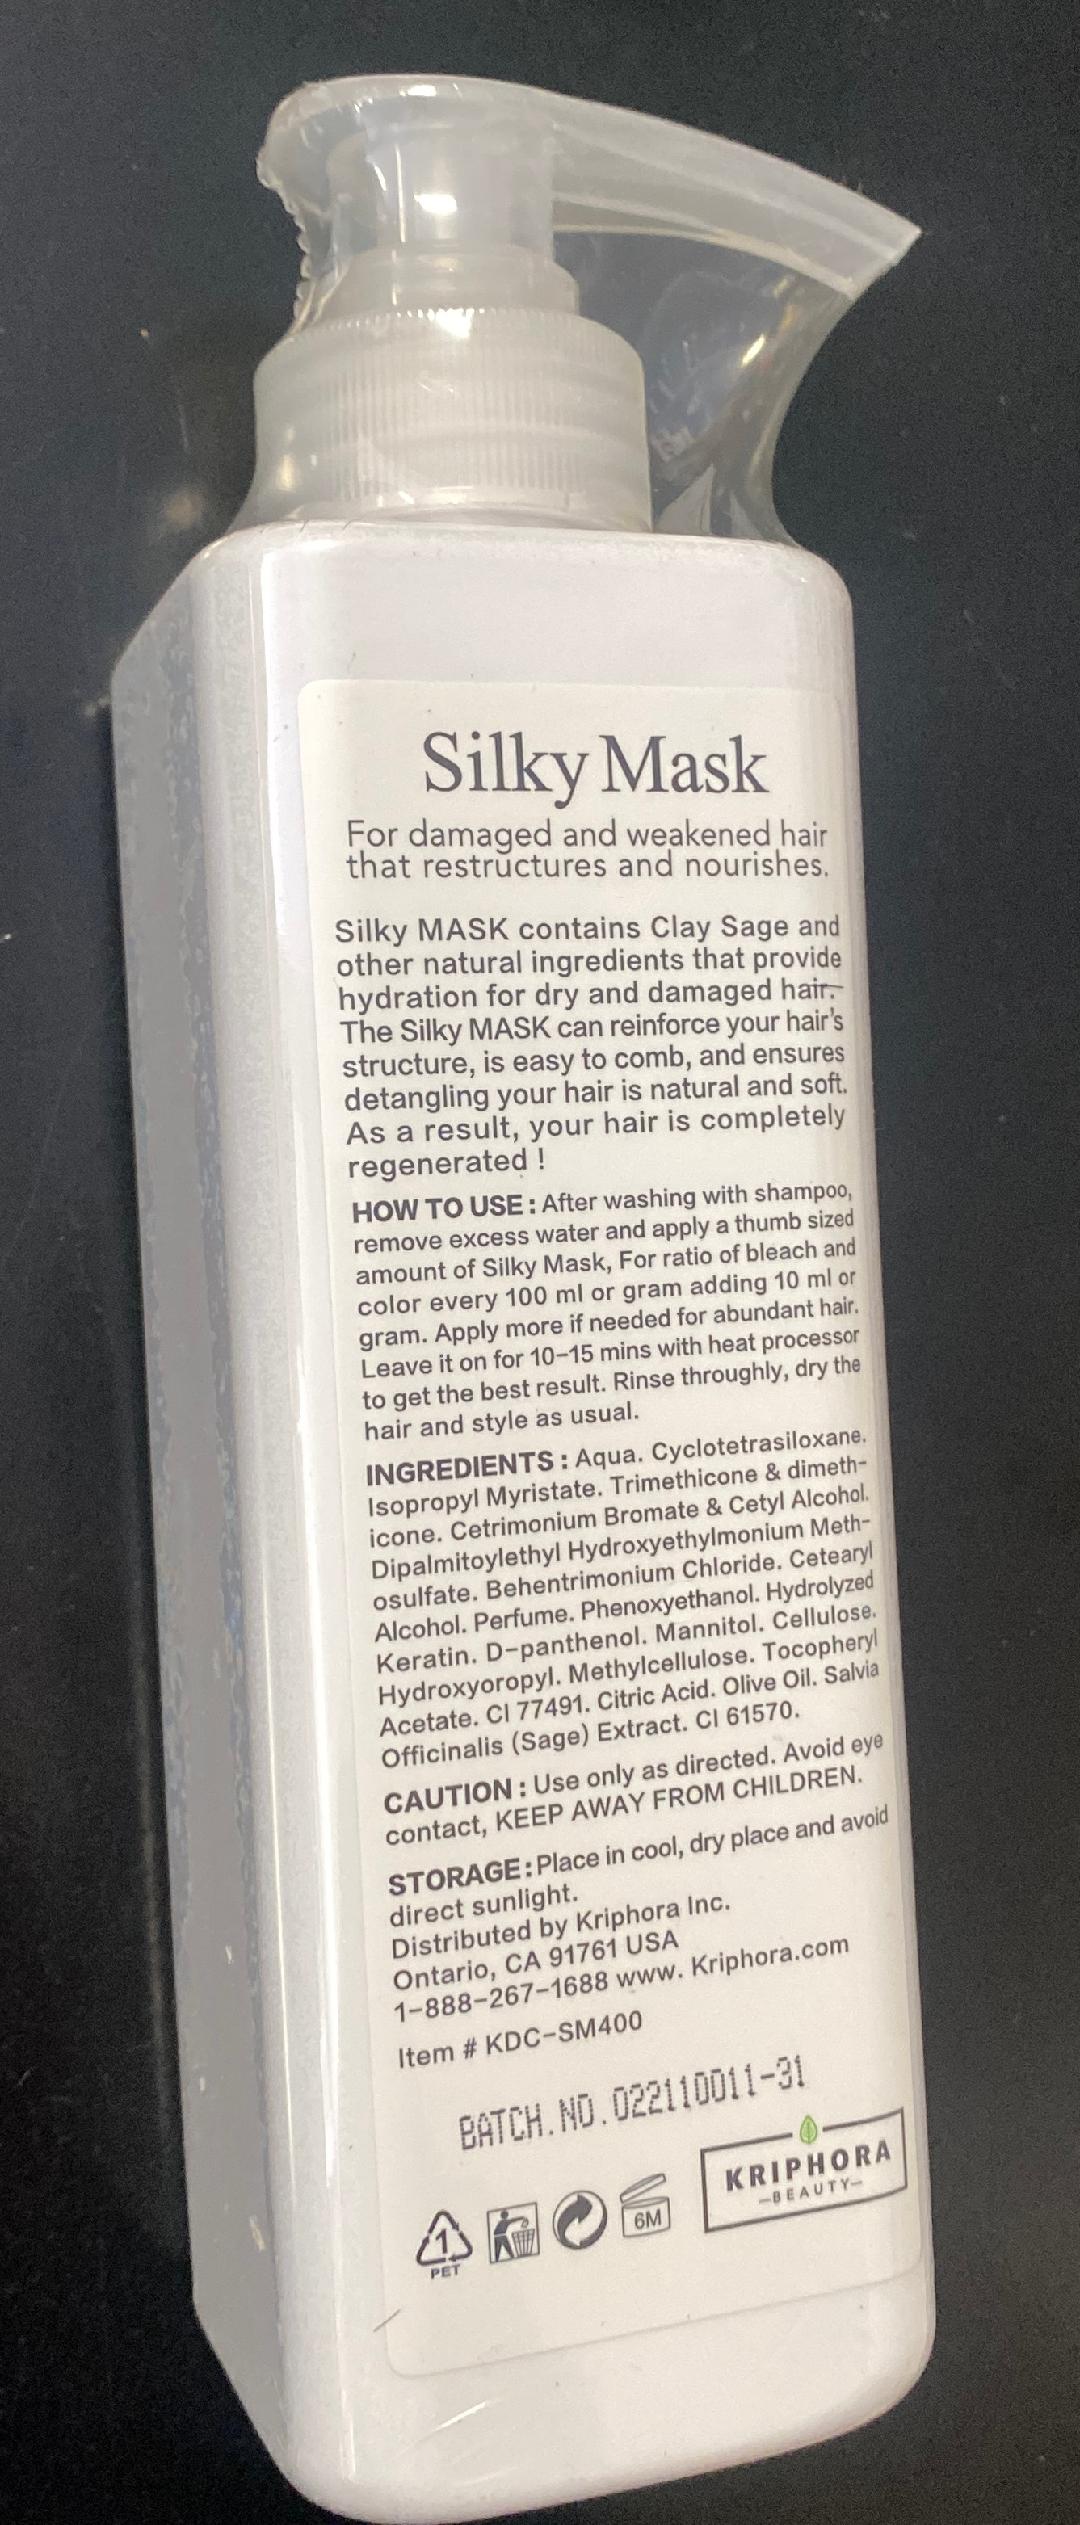 Silky Mask
For damaged and weakened hair
that restructures and nourishes.
Silky MASK contains Clay Sage and
other natural ingredients that provide
hydration for dry and damaged hair.
The Silky MASK can reinforce your hair's
structure, is easy to comb, and ensures
detangling your hair is natural and soft.
As a result, your hair is completely
regenerated !
HOW TO USE : After washing with shampoo,
remove excess water and apply a thumb sized
amount of Silky Mask, For ratio of bleach and
color every 100 ml or gram adding 10 ml or
gram. Apply more if needed for abundant hair.
Leave it on for 10-15 mins with heat processor
to get the best result. Rinse throughly, dry the
hair and style as usual.
INGREDIENTS : Aqua. Cyclotetrasiloxane.
Isopropyl Myristate. Trimethicone & dimeth-
icone. Cetrimonium Bromate & Cetyl Alcohol.
Dipalmitoylethyl Hydroxyethylmonium Meth-
osulfate. Behentrimonium Chloride. Cetearyl
Alcohol. Perfume. Phenoxyethanol. Hydrolyzed
Keratin. D-panthenol. Mannitol. Cellulose.
Hydroxyoropyl. Methylcellulose. Tocopheryl
Acetate. CI 77491. Citric Acid. Olive Oil. Salvia
Officinalis (Sage) Extract. CI 61570.
CAUTION : Use only as directed. Avoid eye
contact, KEEP AWAY FROM CHILDREN.
STORAGE : Place in cool, dry place and avoid
direct sunlight.
Distributed by Kriphora Inc.
Ontario, CA 91761 USA
1-888-267-1688 www. Kriphora.com
Item # KDC-SM400
BATCH.NO.022110011-31
KRIPHORA
-BEAUTY-
1
PET
6M